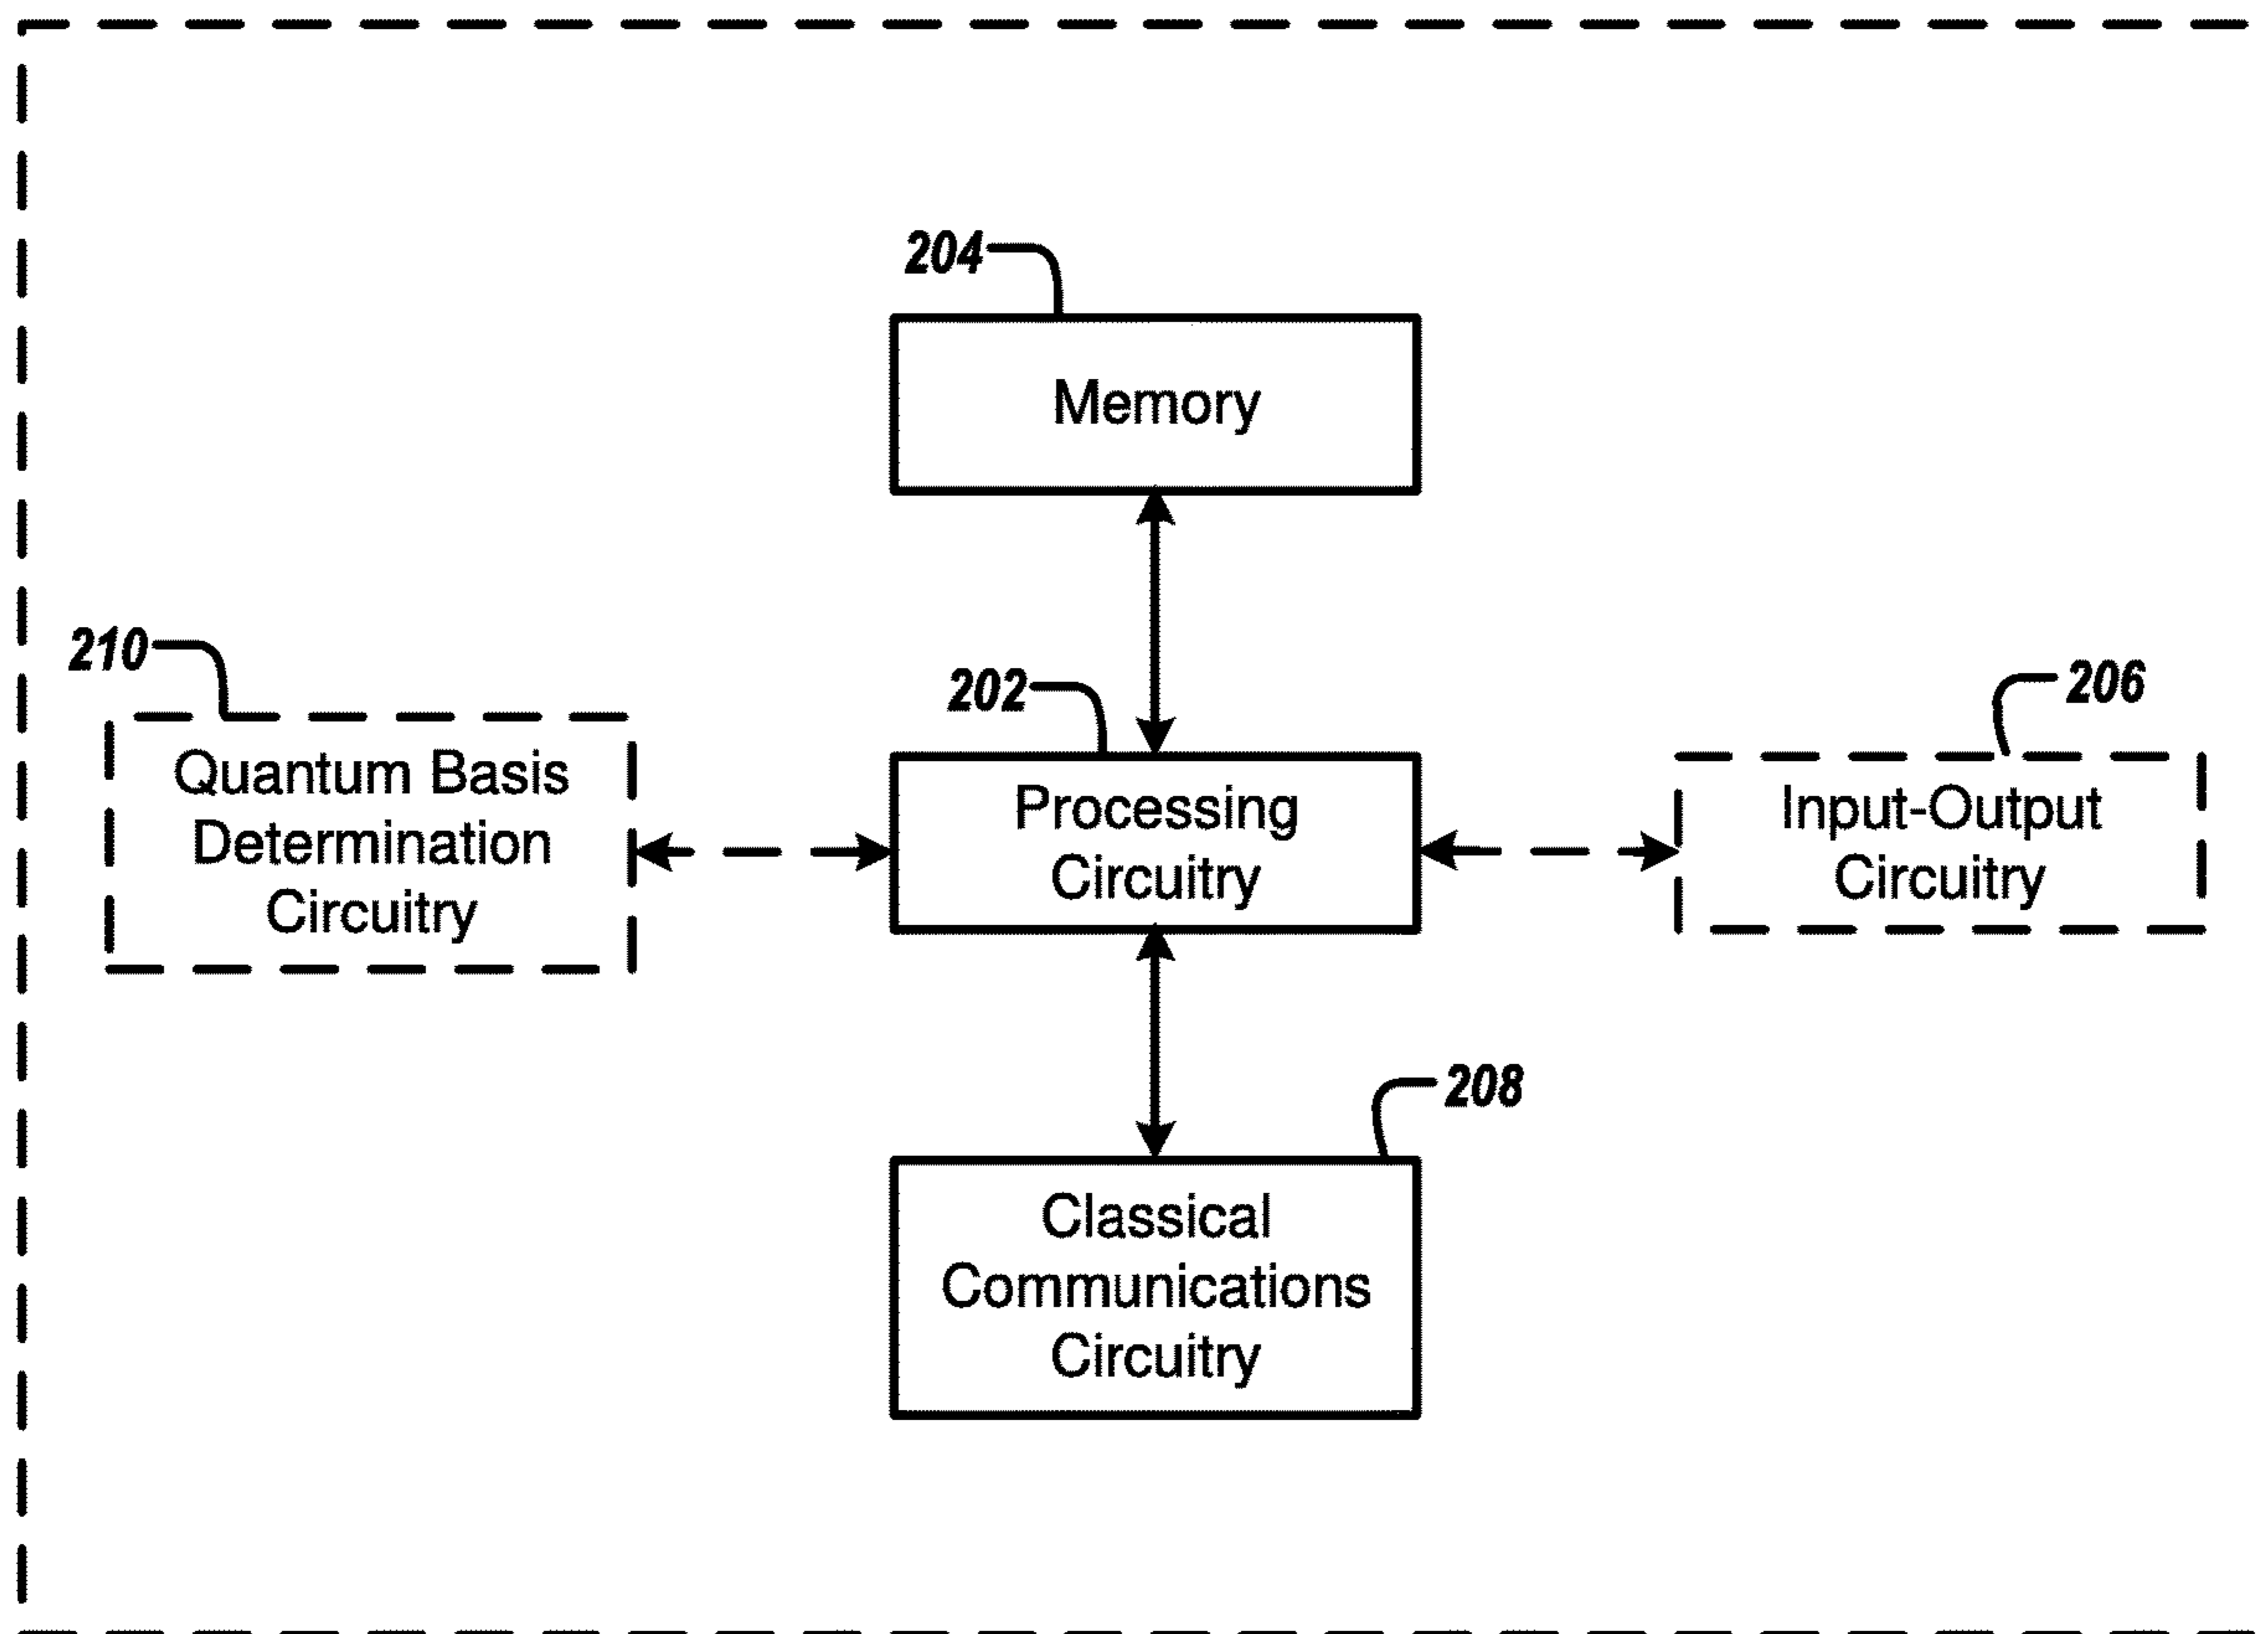 204
Memory
210
202
206
Quantum Basis
Determination
Circuitry
Processing
Circuitry
Input-Output
Circuitry
208
Classical
Communications
Circuitry